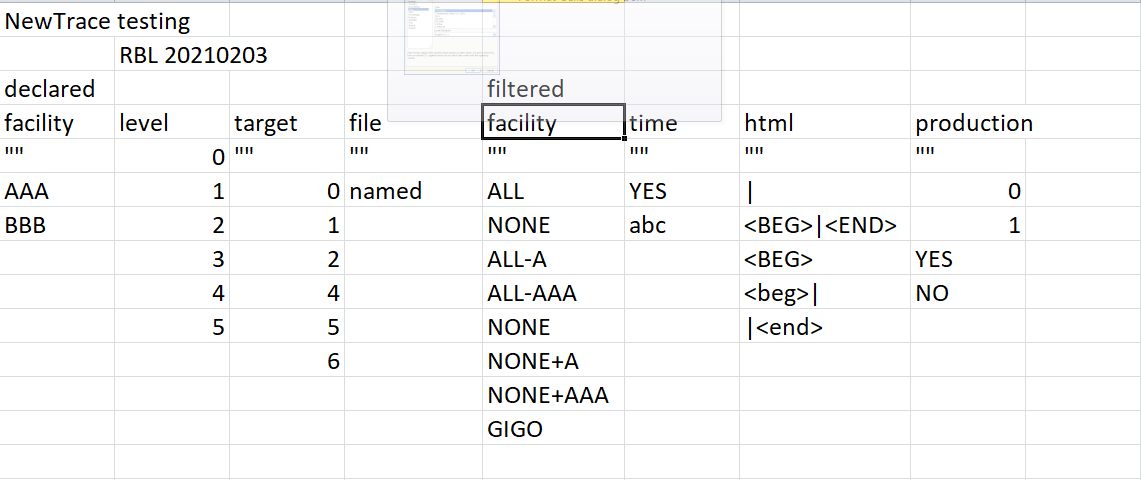 NewTrace testing
RBL 20210203
declared filtered
facility level target file facility time html production
"" 0 "" "" "" "" "" ""
AAA 1 0 named ALL YES | 0
BBB 2 1 NONE abc <BEG>|<END> 1
3 2 ALL-A <BEG> YES
4 4 ALL-AAA <beg>| NO
5 5 NONE |<end>
6 NONE+A
NONE+AAA
GIGO